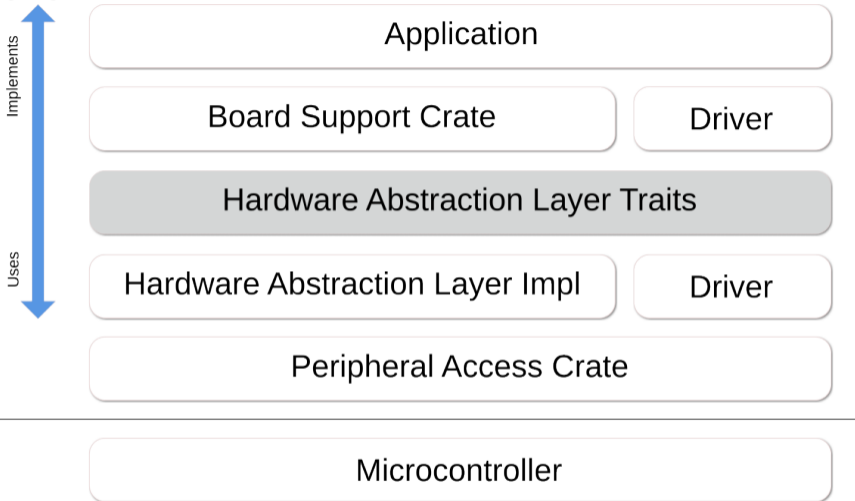 Implements
Uses
Application
Board Support Crate
Driver
Hardware Abstraction Layer Traits
Hardware Abstraction Layer Impl
Driver
Peripheral Access Crate
Microcontroller